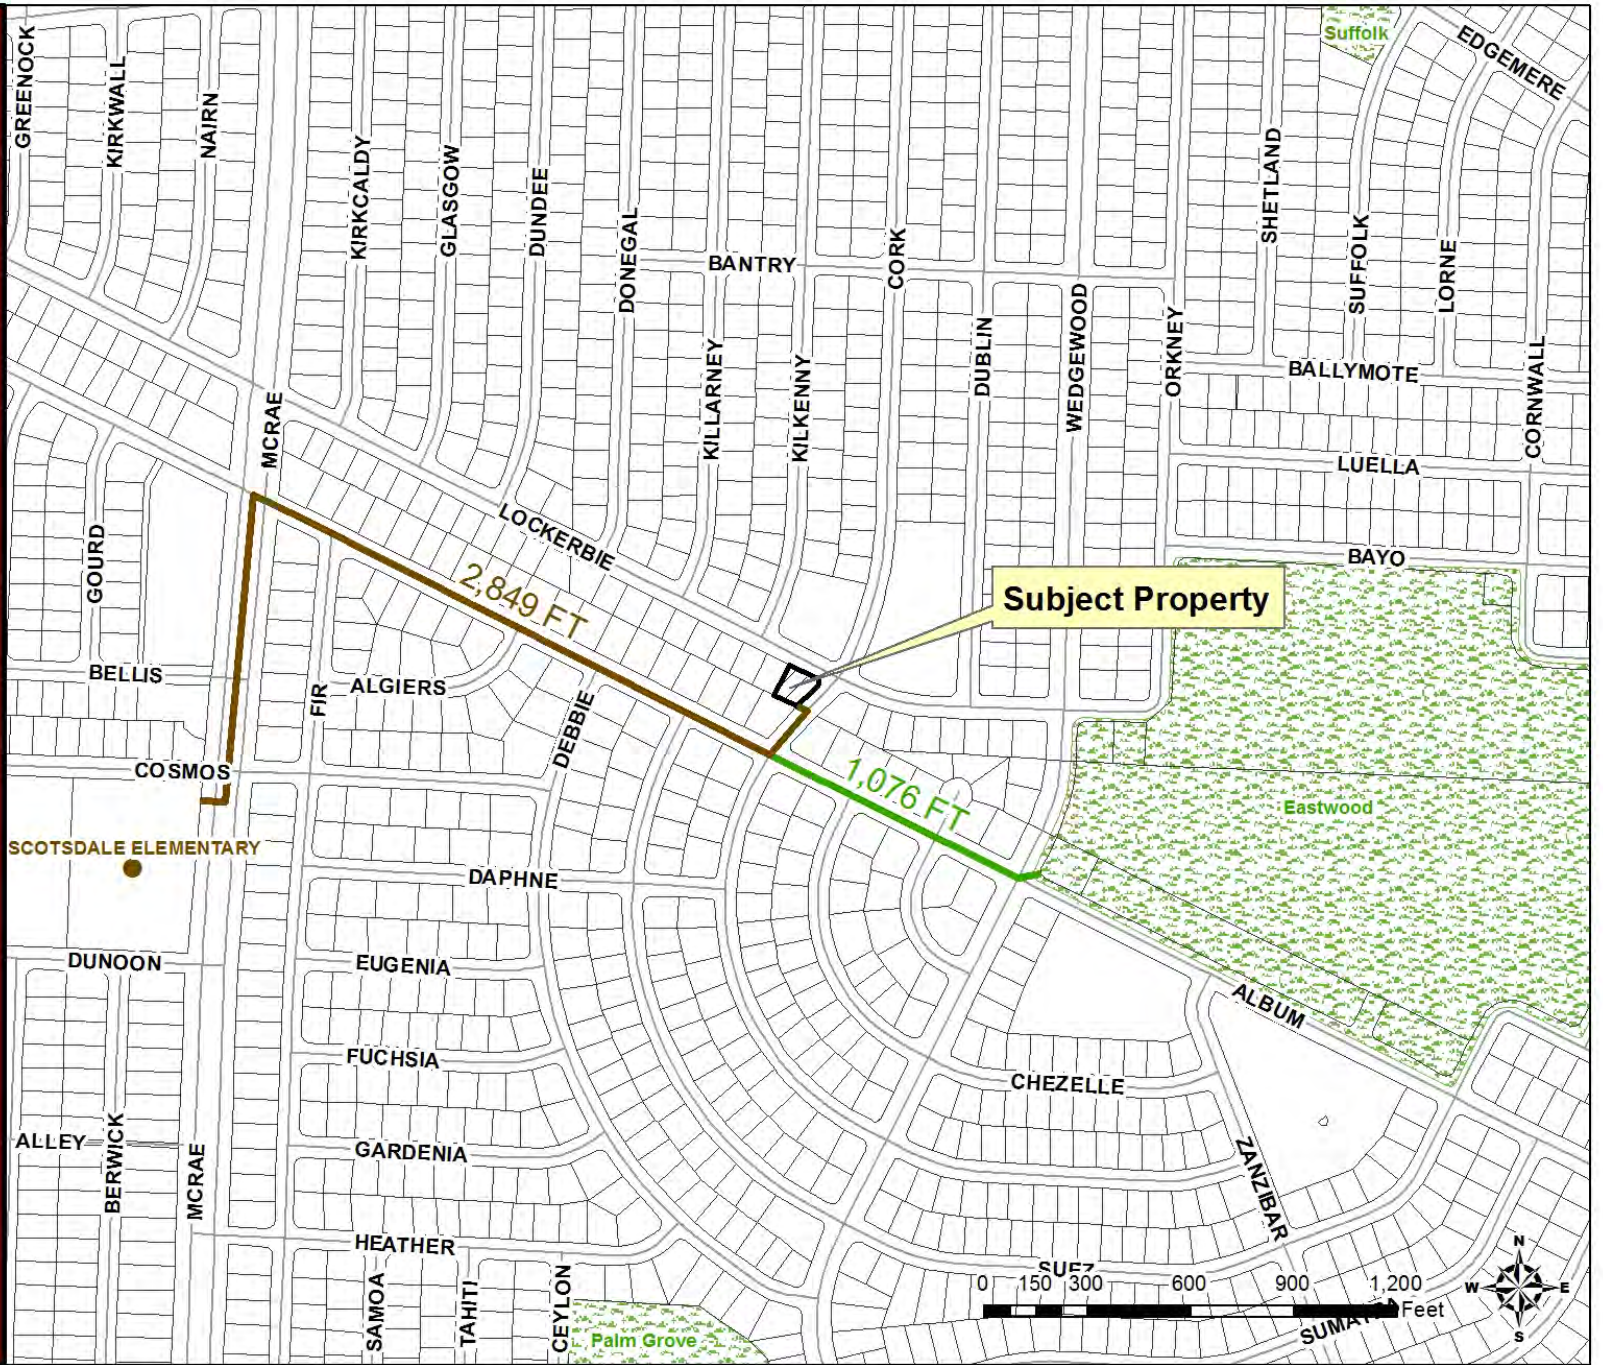 GREENOCK
KIRKWALL
NAIRN
KIRKCALDY
GLASGOW
DUNDEE
DONEGAL
BANTRY
KILLARNEY
KILKENNY
CORK
DUBLIN
WEDGEWOOD
ORKNEY
SHETLAND
SUFFOLK
LORNE
CORNWALL
Suffolk
EDGEMERE
BALLYMOTE
LUELLA
BAYO
MCRAE
LOCKERBIE
GOURD
2,849 FT
Subject Property
BELLIS
FIR
ALGIERS
DEBBIE
COSMOS
1,076 FT
Eastwood
SCOTSDALE ELEMENTARY
DAPHNE
DUNOON
EUGENIA
ALBUM
FUCHSIA
CHEZELLE
ALLEY
BERWICK
MCRAE
GARDENIA
ZANZIBAR
HEATHER
SAMOA
TAHITI
CEYLON
Palm Grove
SUEZ
0 150 300 600 900 1,200
Feet
N
W E
S